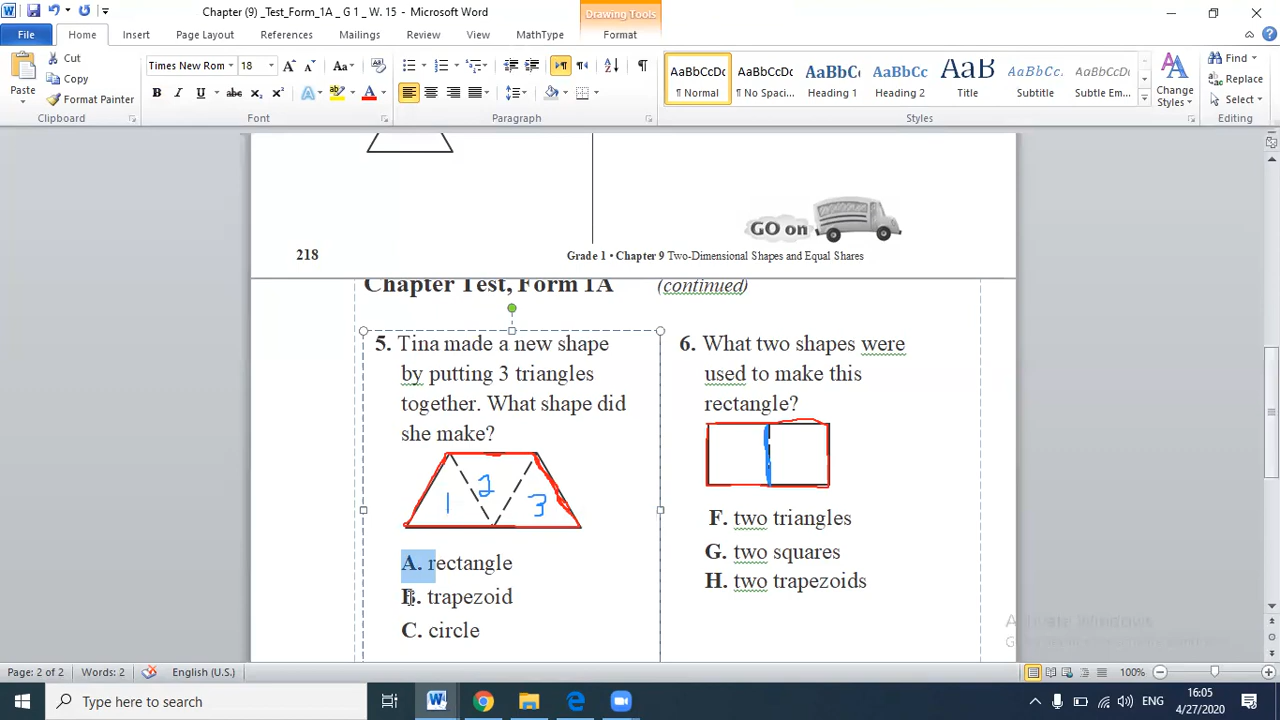 Chapter (9) _Test_Form_1A _ G 1 _ W. 15 - Microsoft Word
Drawing Tools
File Home Insert Page Layout References Mailings Review View MathType Format
Cut
Copy
Format Painter
Paste
Clipboard
Times New Rom 18
Font
Paragraph
AaBbCcDc AaBbCcDc AaBbCc AaBbCc AaB AaBbCc. AaBbCcDc
¶ Normal ¶ No Spaci... Heading 1 Heading 2 Title Subtitle Subtle Em...
Styles
Change Styles
Find
Replace
Select
Editing
GO on
218
Grade 1 • Chapter 9 Two-Dimensional Shapes and Equal Shares
Chapter Test, Form 1A (continued)
5. Tina made a new shape
by putting 3 triangles
together. What shape did
she make?
1 2 3
A. rectangle
B. trapezoid
C. circle
6. What two shapes were
used to make this
rectangle?
F. two triangles
G. two squares
H. two trapezoids
Activate Windows
Page: 2 of 2 Words: 2 English (U.S.) 100%
Type here to search
ENG
16:05
4/27/2020